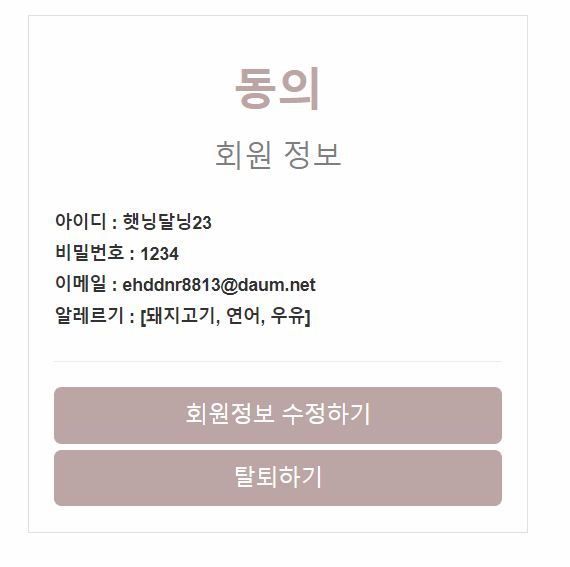 동의
회원 정보
아이디 : 햇닝달닝23
비밀번호 : 1234
이메일 : ehddnr8813@daum.net
알레르기 : [돼지고기, 연어, 우유]
회원정보 수정하기
탈퇴하기